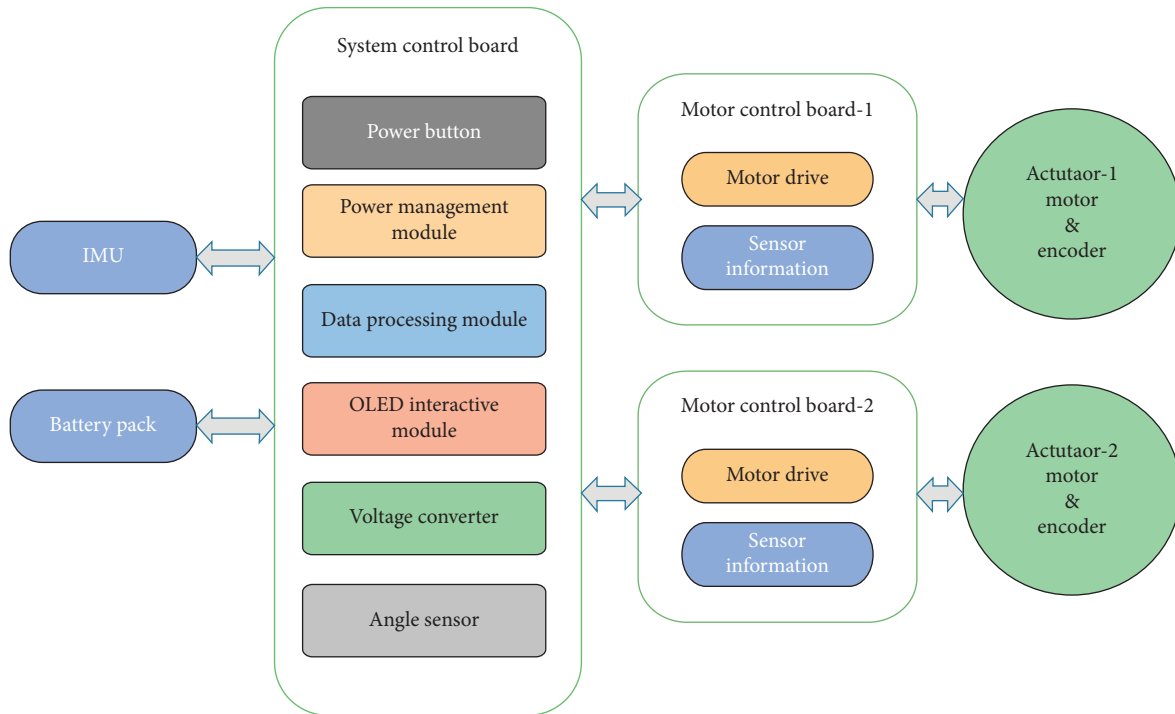 System control board
Power button
Power management
module
Data processing module
OLED interactive
module
Voltage converter
Angle sensor
IMU
Battery pack
Motor control board-1
Motor drive
Sensor
information
Actutaor-1
motor
&
encoder
Motor control board-2
Motor drive
Sensor
information
Actutaor-2
motor
&
encoder